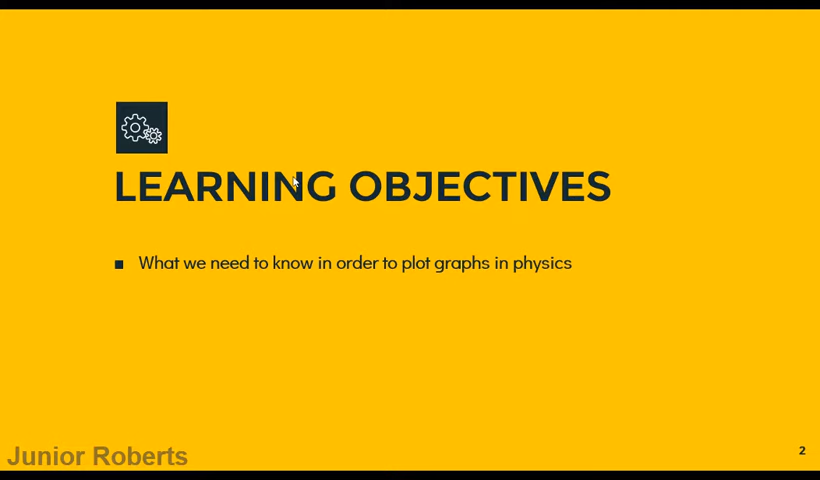 LEARNING OBJECTIVES
■ What we need to know in order to plot graphs in physics
Junior Roberts
2